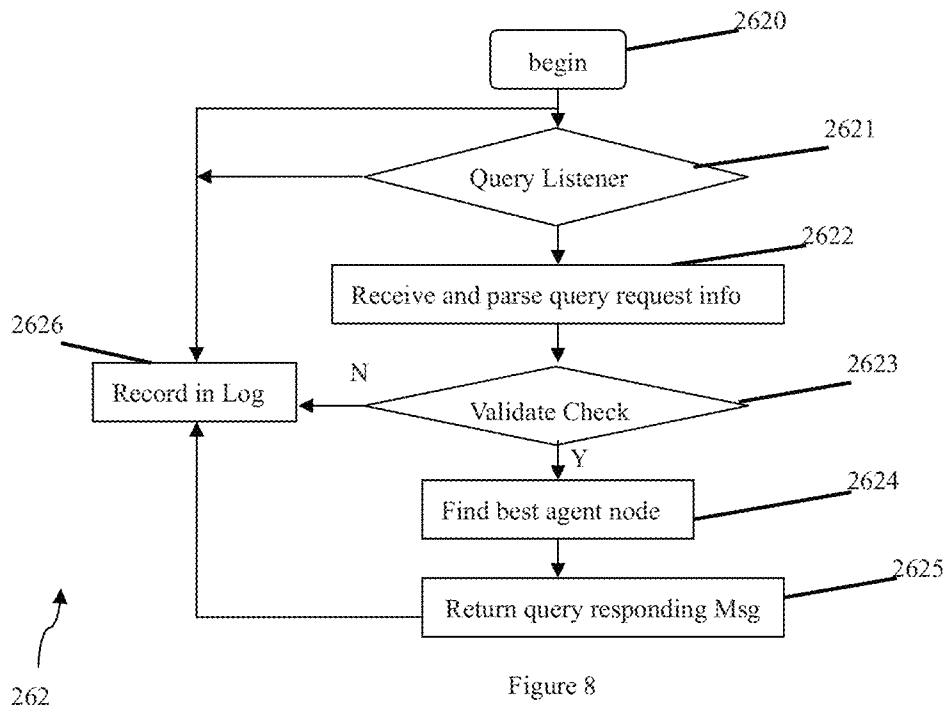 2620
begin
2621
Query Listener
2622
Receive and parse query request info
2626
Record in Log
N
2623
Validate Check
Y
2624
Find best agent node
2625
Return query responding Msg
262
Figure 8